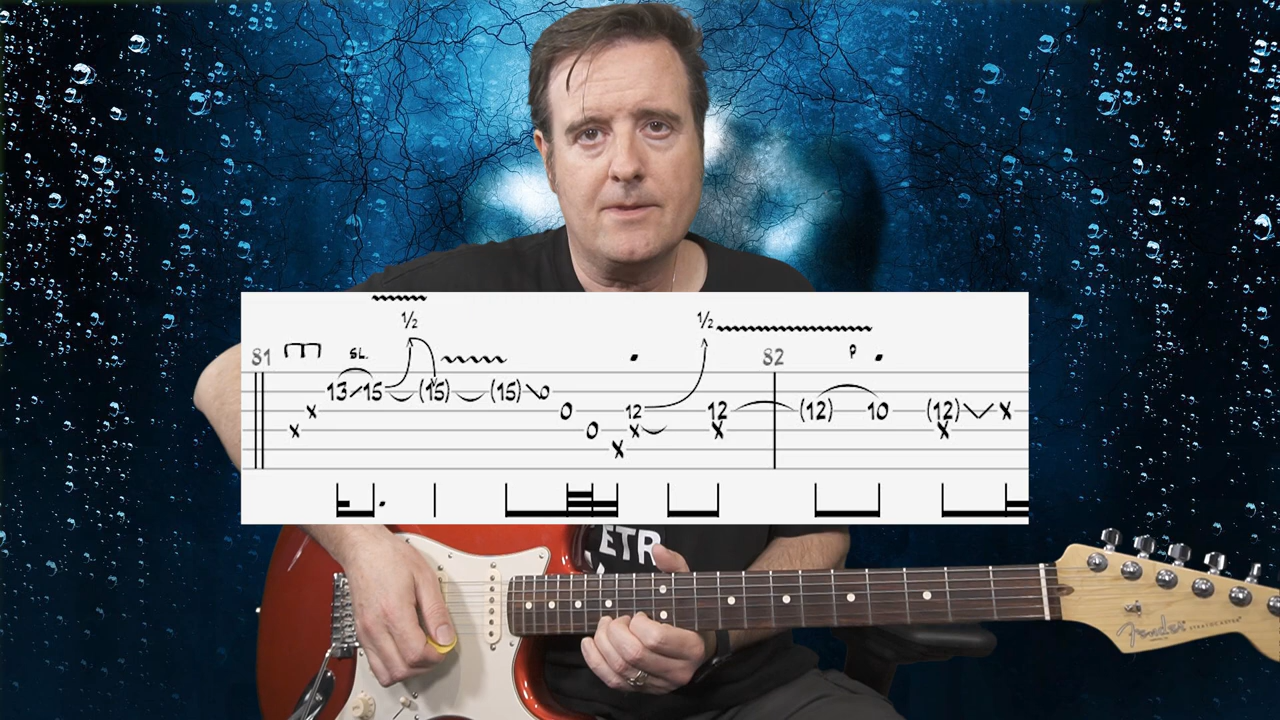 ½ ½
81 SL. 82 P
13 15 (15) (15) 0
0 12 12 (12) 10 (12) x
x 0 x x x
x
ETR
Fender
STRATOCASTER